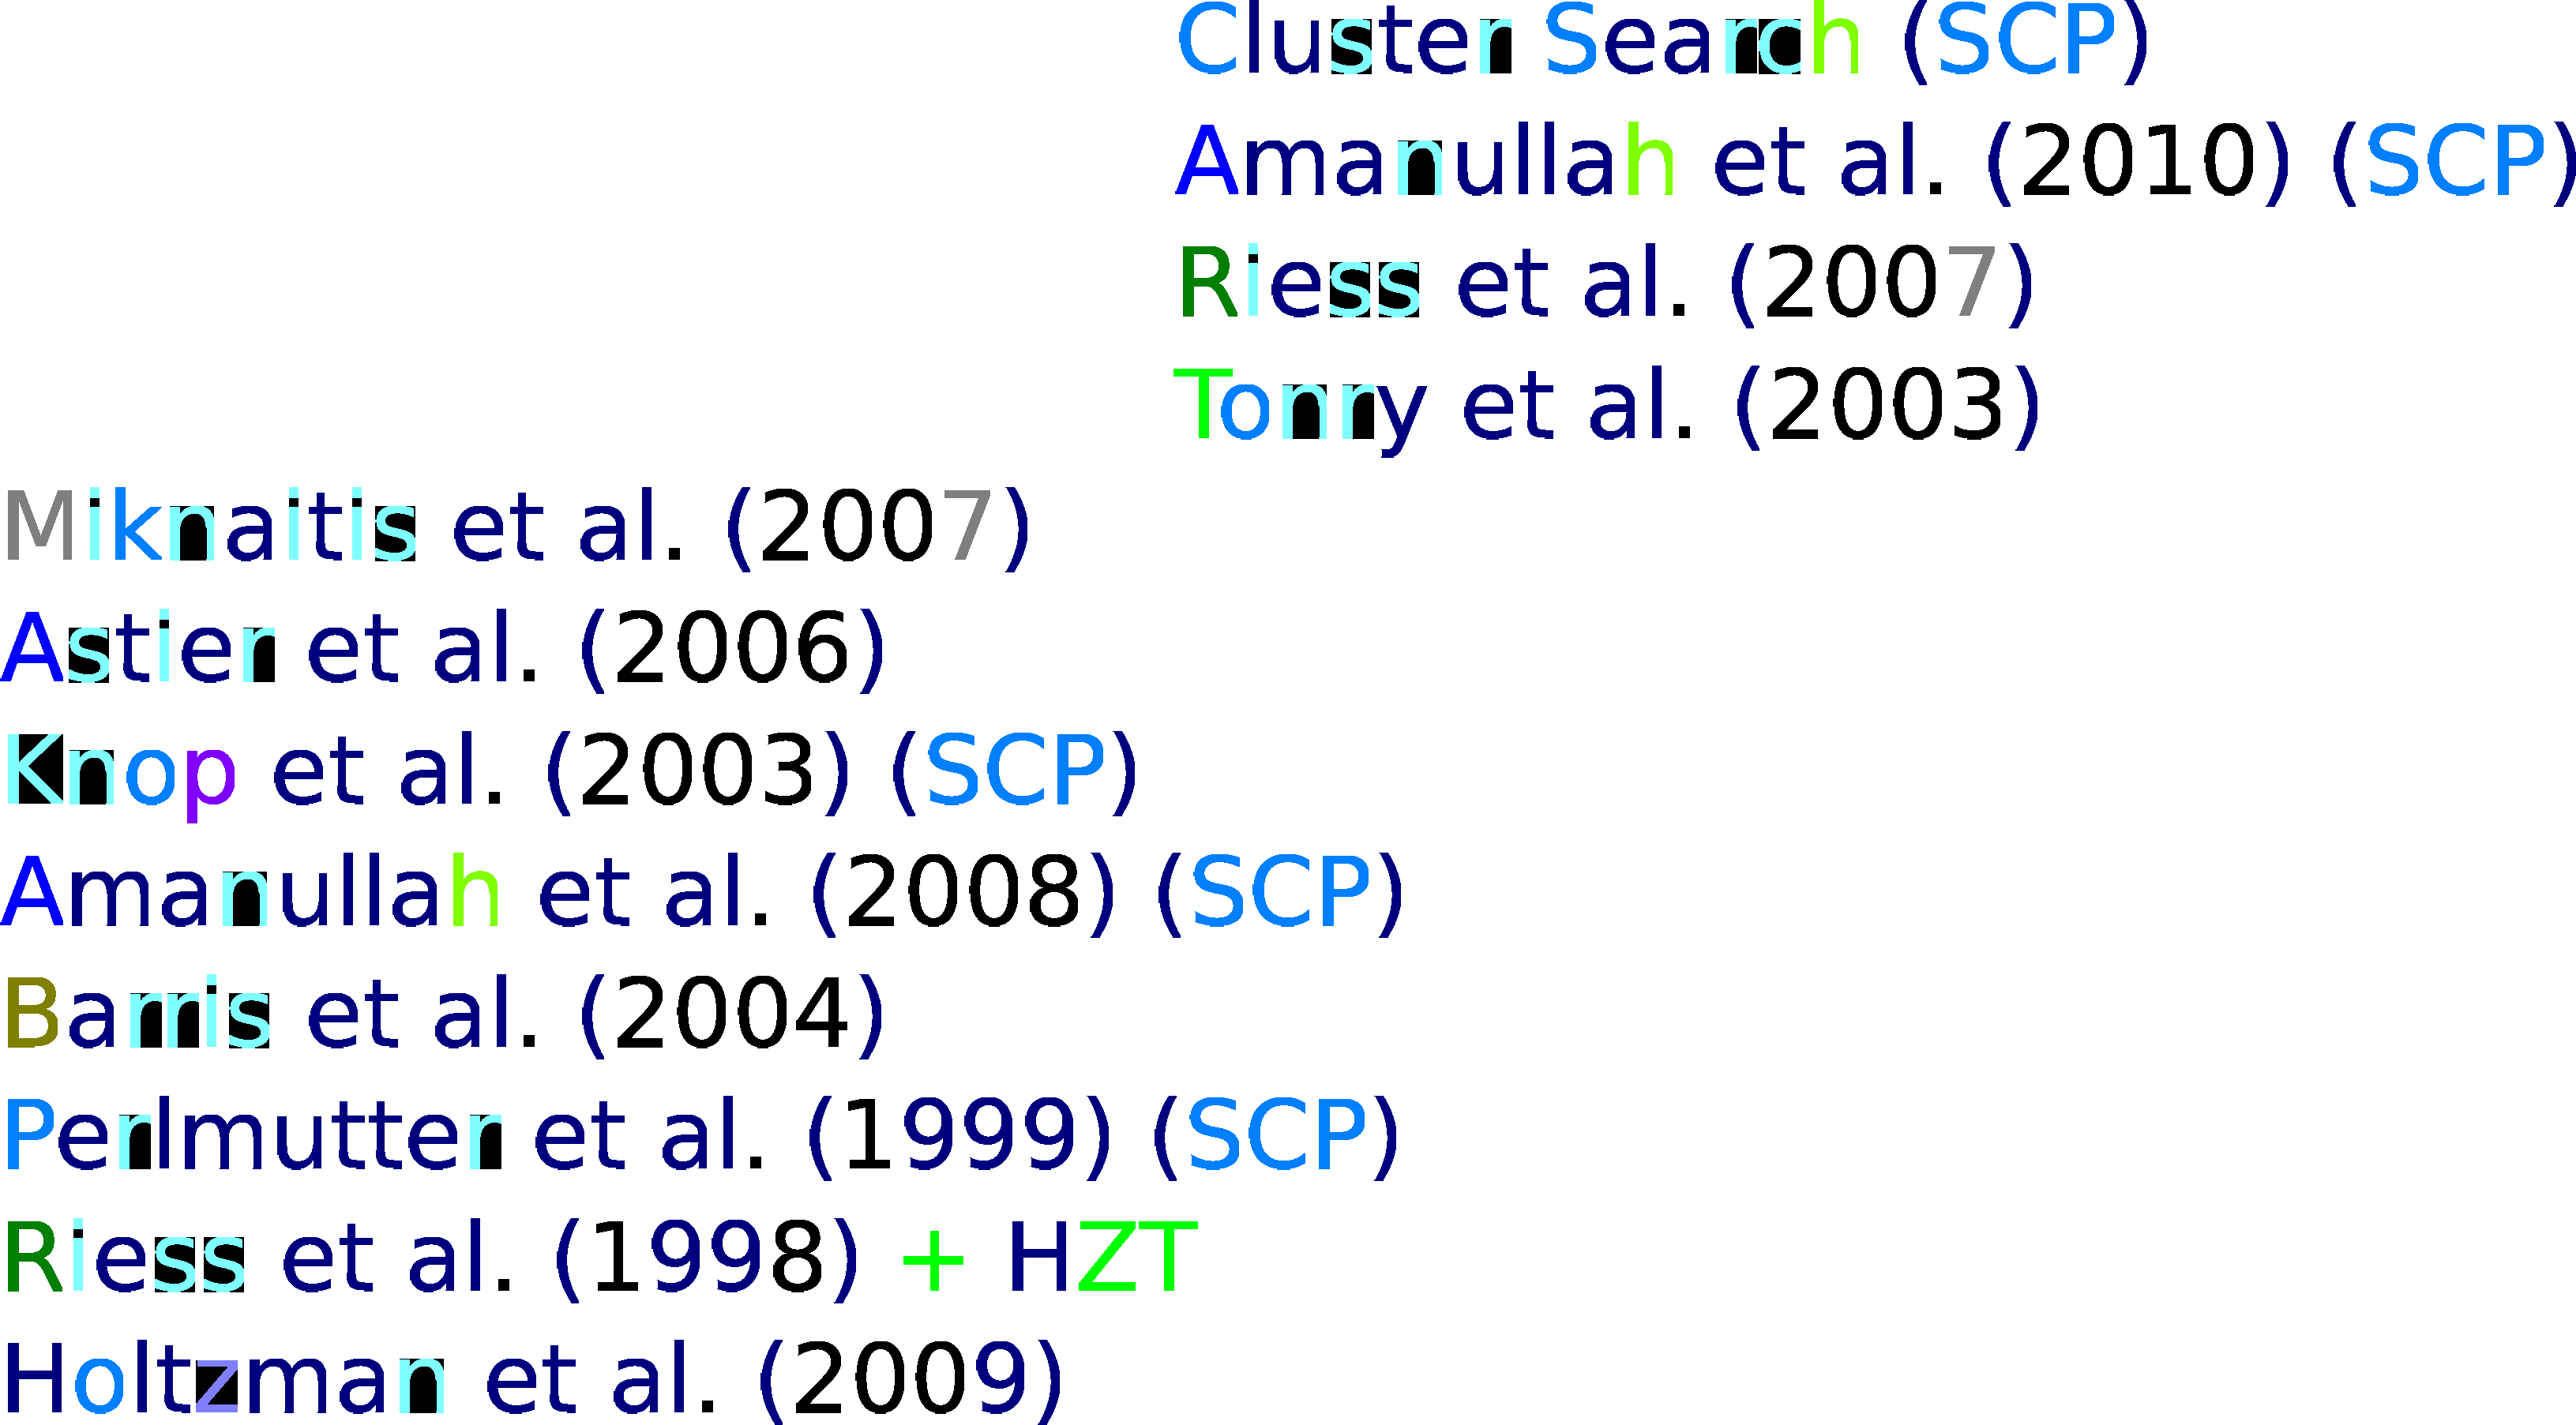 Cluster Search (SCP)
Amanullah et al. (2010) (SCP)
Riess et al. (2007)
Tonry et al. (2003)
Miknaitis et al. (2007)
Astier et al. (2006)
Knop et al. (2003) (SCP)
Amanullah et al. (2008) (SCP)
Barris et al. (2004)
Perlmutter et al. (1999) (SCP)
Riess et al. (1998) + HZT
Holtzman et al. (2009)